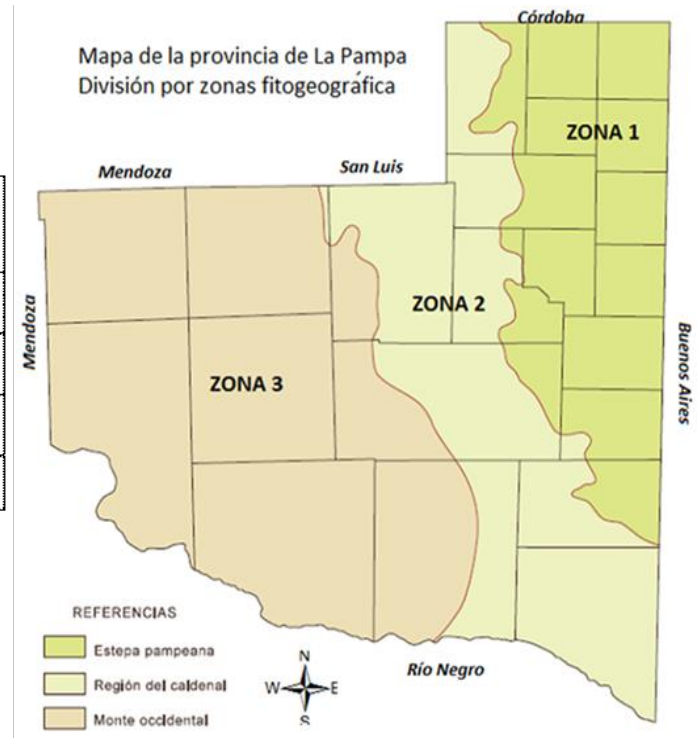 Córdoba
Mapa de la provincia de La Pampa
División por zonas fitogeográfica
ZONA 1
Mendoza
San Luis
ZONA 2
Mendoza
Buenos Aires
ZONA 3
REFERENCIAS
Estepa pampeana
Región del caldenal
Monte occidental
N
W
E
S
Río Negro